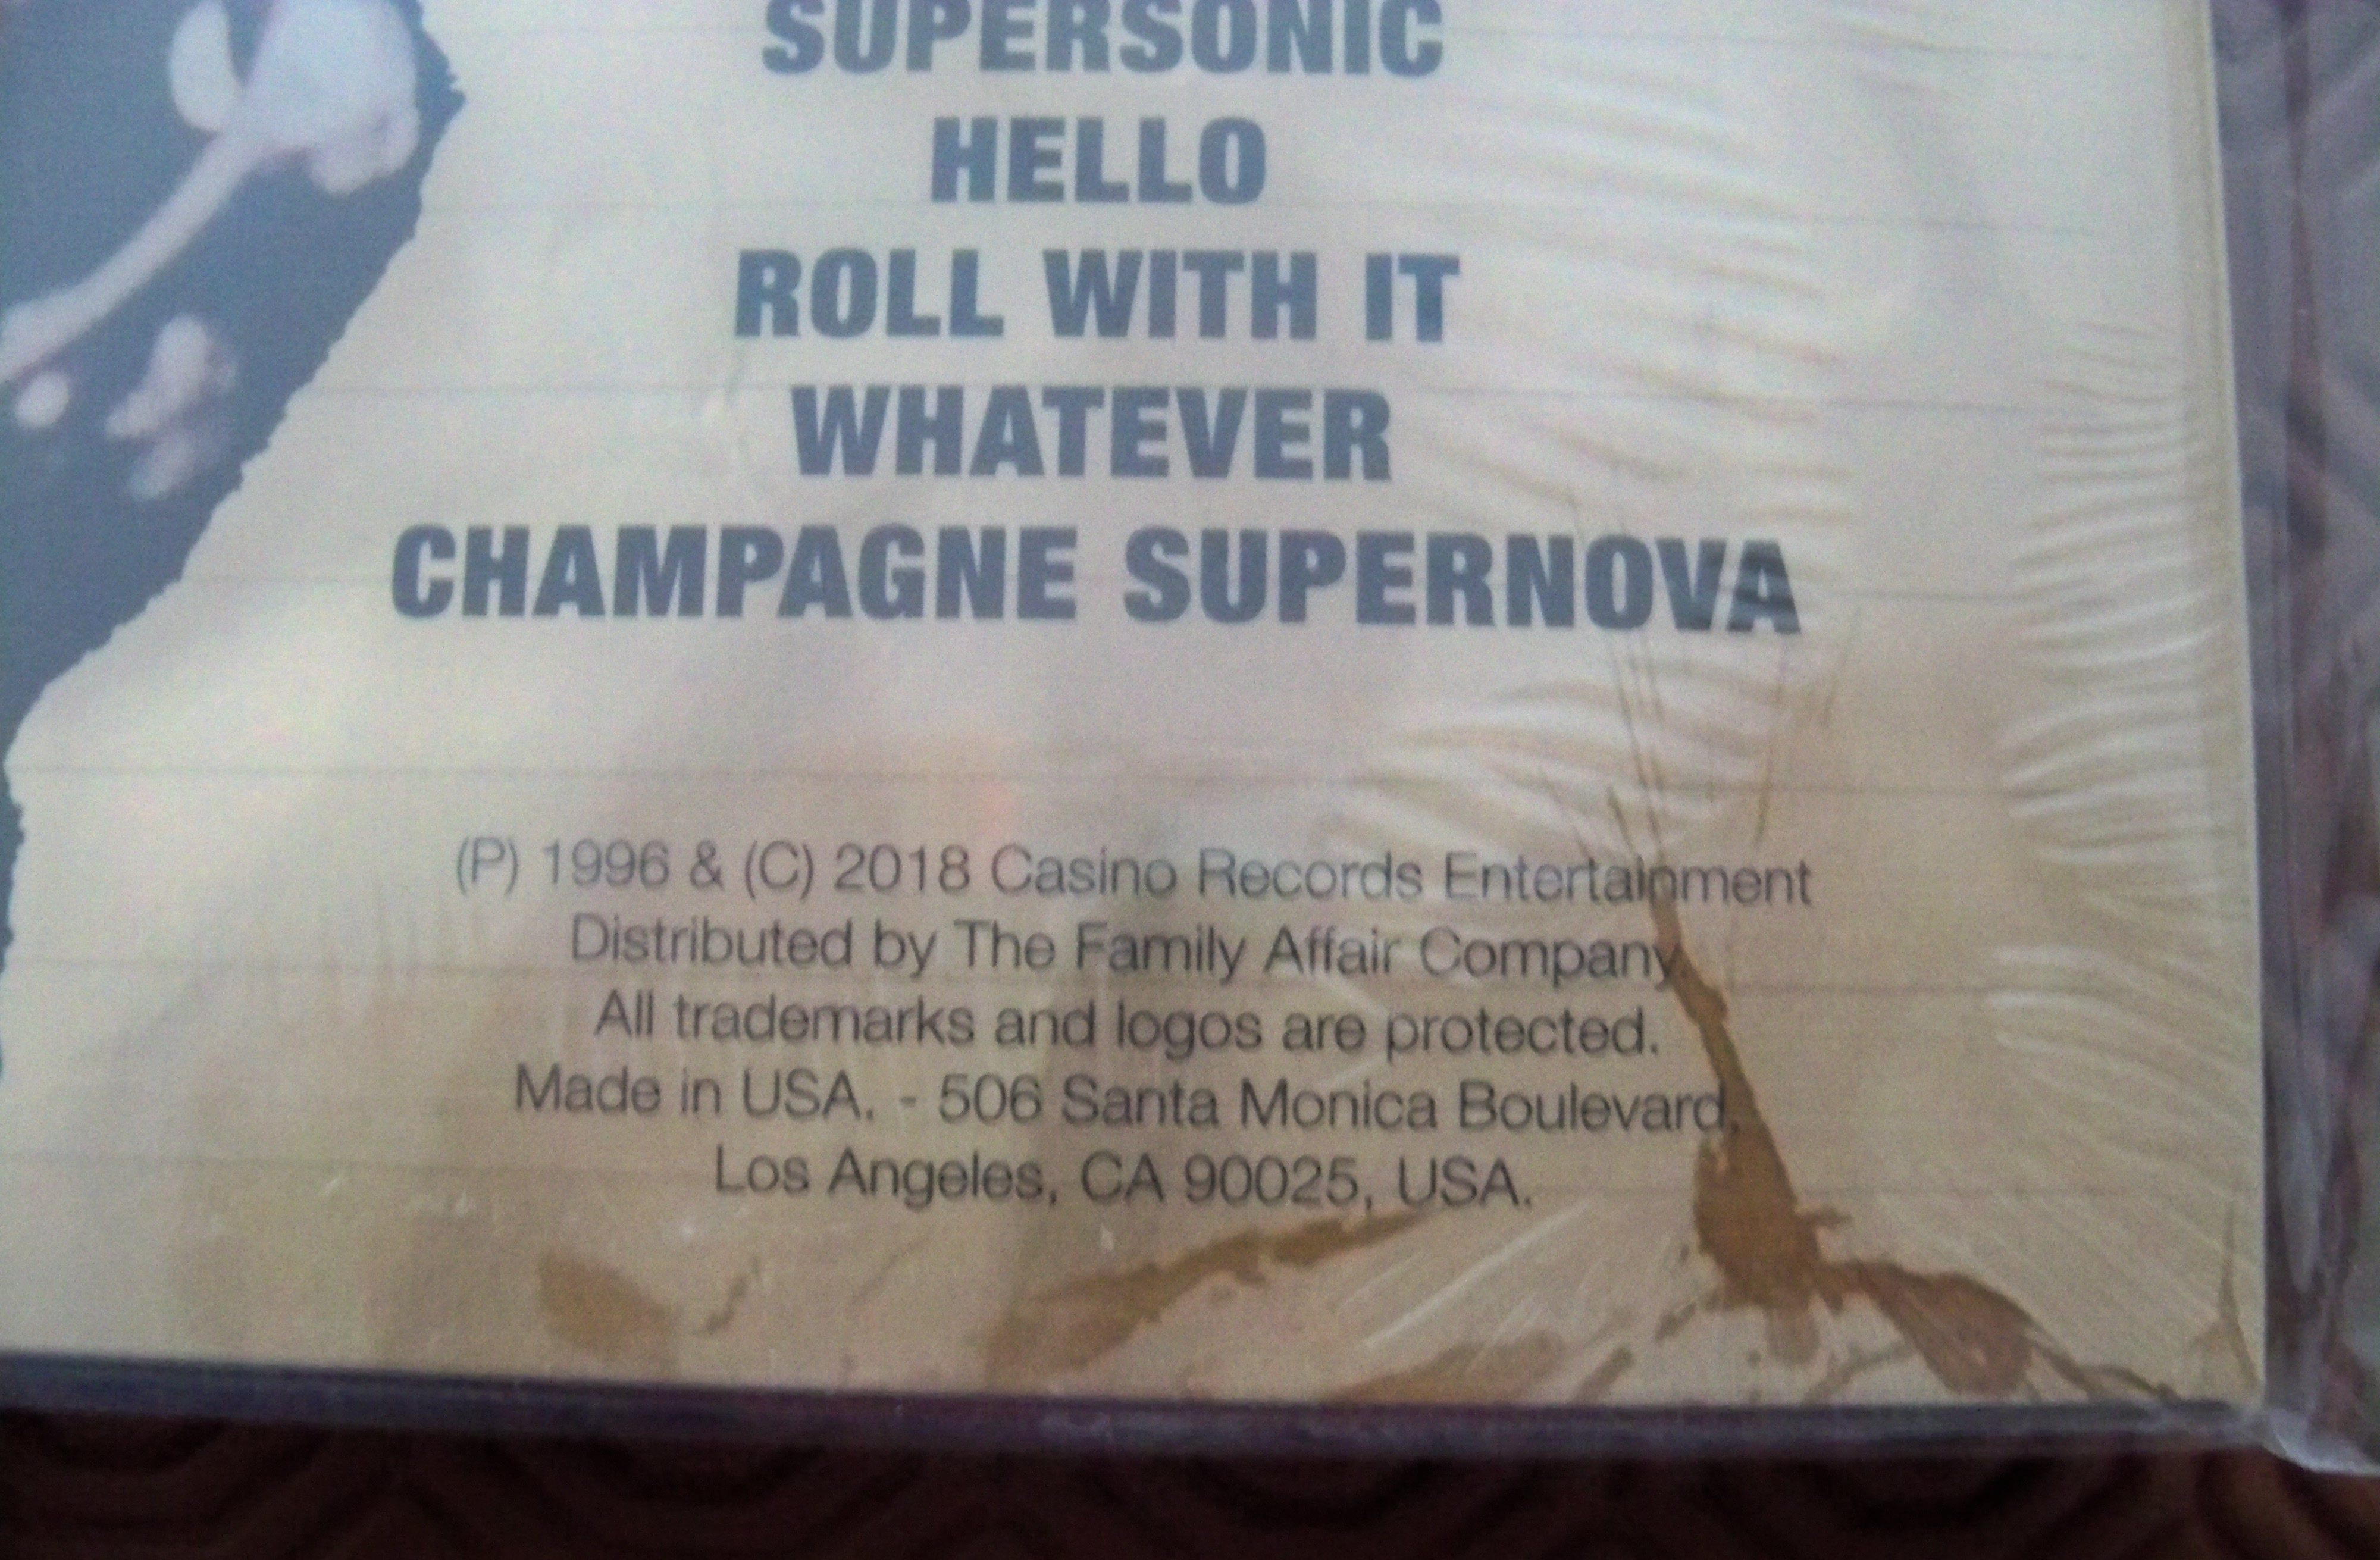 SUPERSONIC
HELLO
ROLL WITH IT
WHATEVER
CHAMPAGNE SUPERNOVA
(P) 1996 & (C) 2018 Casino Records Entertainment
Distributed by The Family Affair Company.
All trademarks and logos are protected.
Made in USA. - 506 Santa Monica Boulevard,
Los Angeles, CA 90025, USA.